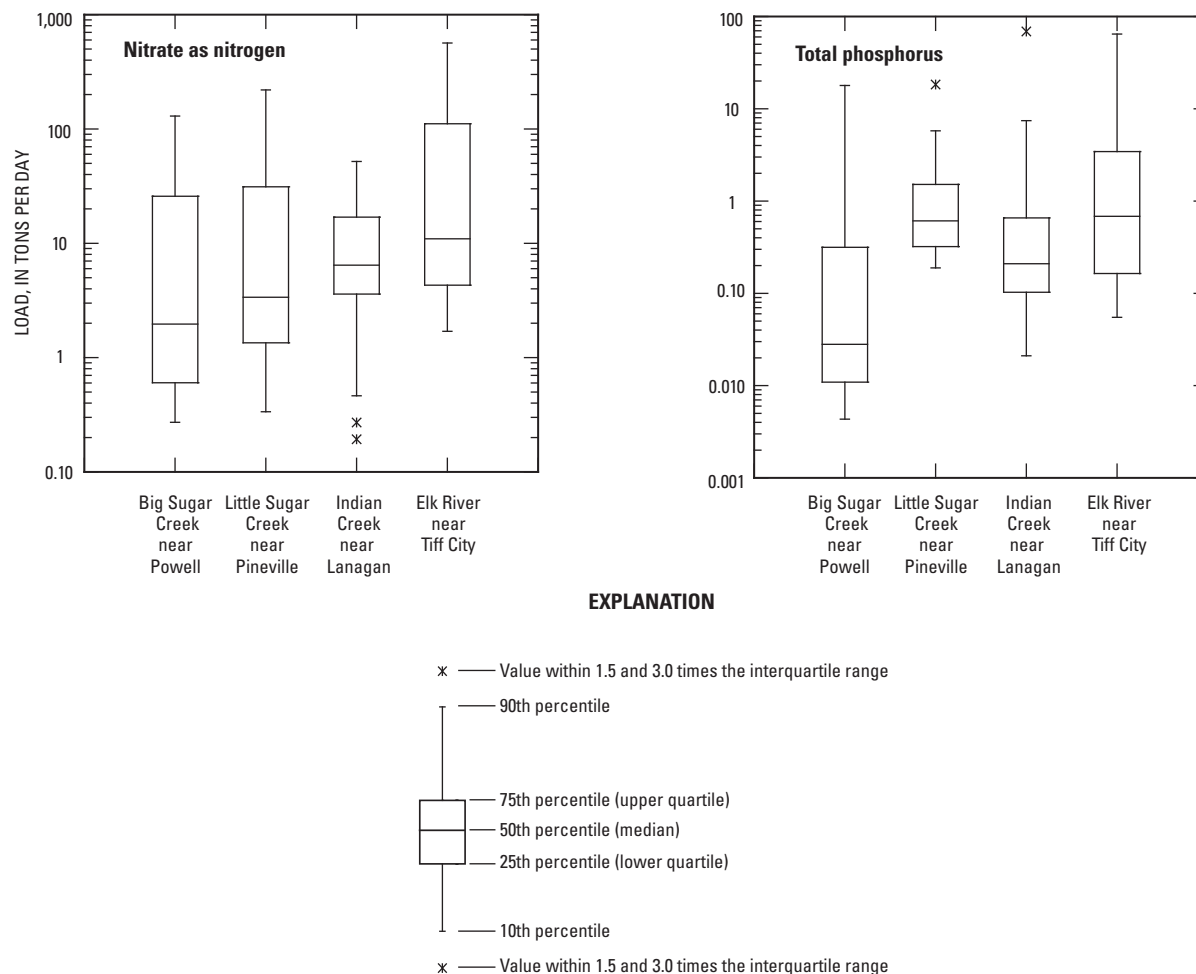 Nitrate as nitrogen
LOAD, IN TONS PER DAY
1,000
100
10
1
0.10
Big Sugar
Creek
near
Powell
Little Sugar
Creek
near
Pineville
Indian
Creek
near
Lanagan
Elk River
near
Tiff City
Total phosphorus
100
10
1
0.10
0.010
0.001
Big Sugar
Creek
near
Powell
Little Sugar
Creek
near
Pineville
Indian
Creek
near
Lanagan
Elk River
near
Tiff City
EXPLANATION
Value within 1.5 and 3.0 times the interquartile range
90th percentile
75th percentile (upper quartile)
50th percentile (median)
25th percentile (lower quartile)
10th percentile
Value within 1.5 and 3.0 times the interquartile range